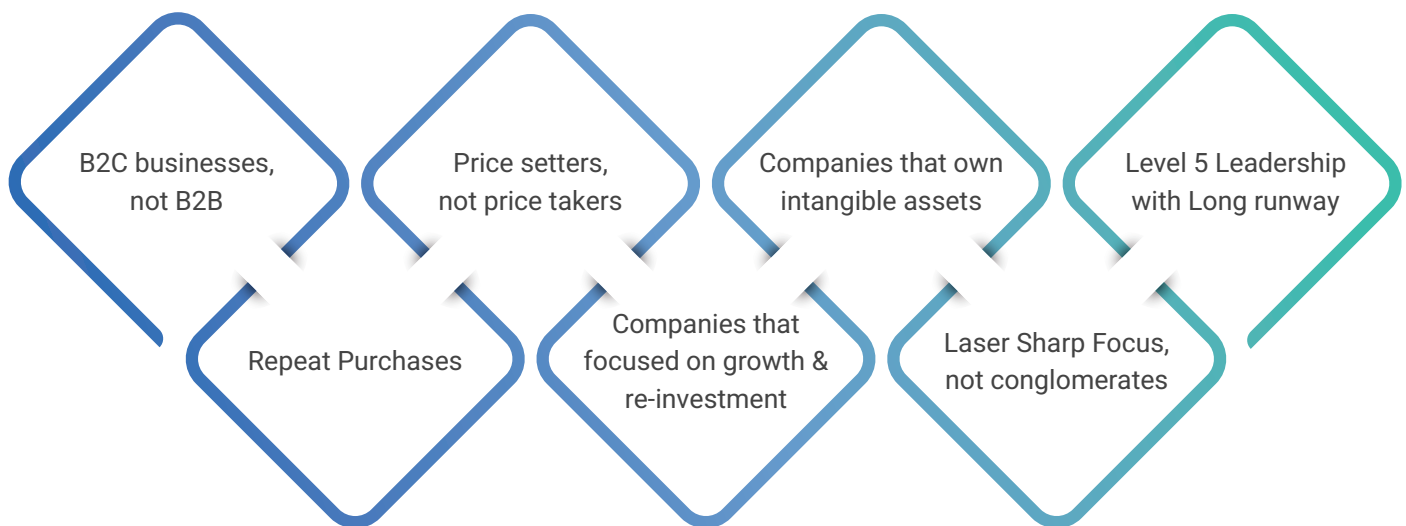 B2C businesses,
not B2B
Repeat Purchases
Price setters,
not price takers
Companies that
focused on growth &
re-investment
Companies that own
intangible assets
Laser Sharp Focus,
not conglomerates
Level 5 Leadership
with Long runway